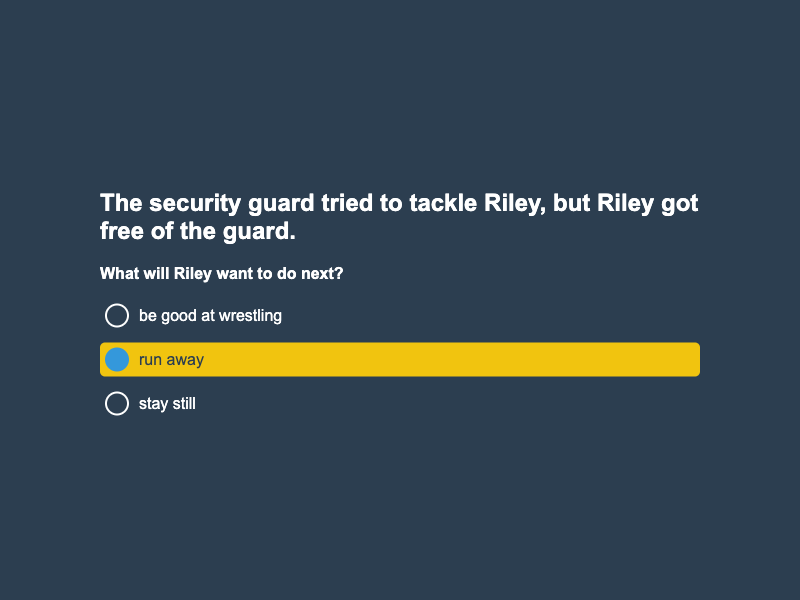 The security guard tried to tackle Riley, but Riley got
free of the guard.
What will Riley want to do next?
be good at wrestling
run away
stay still